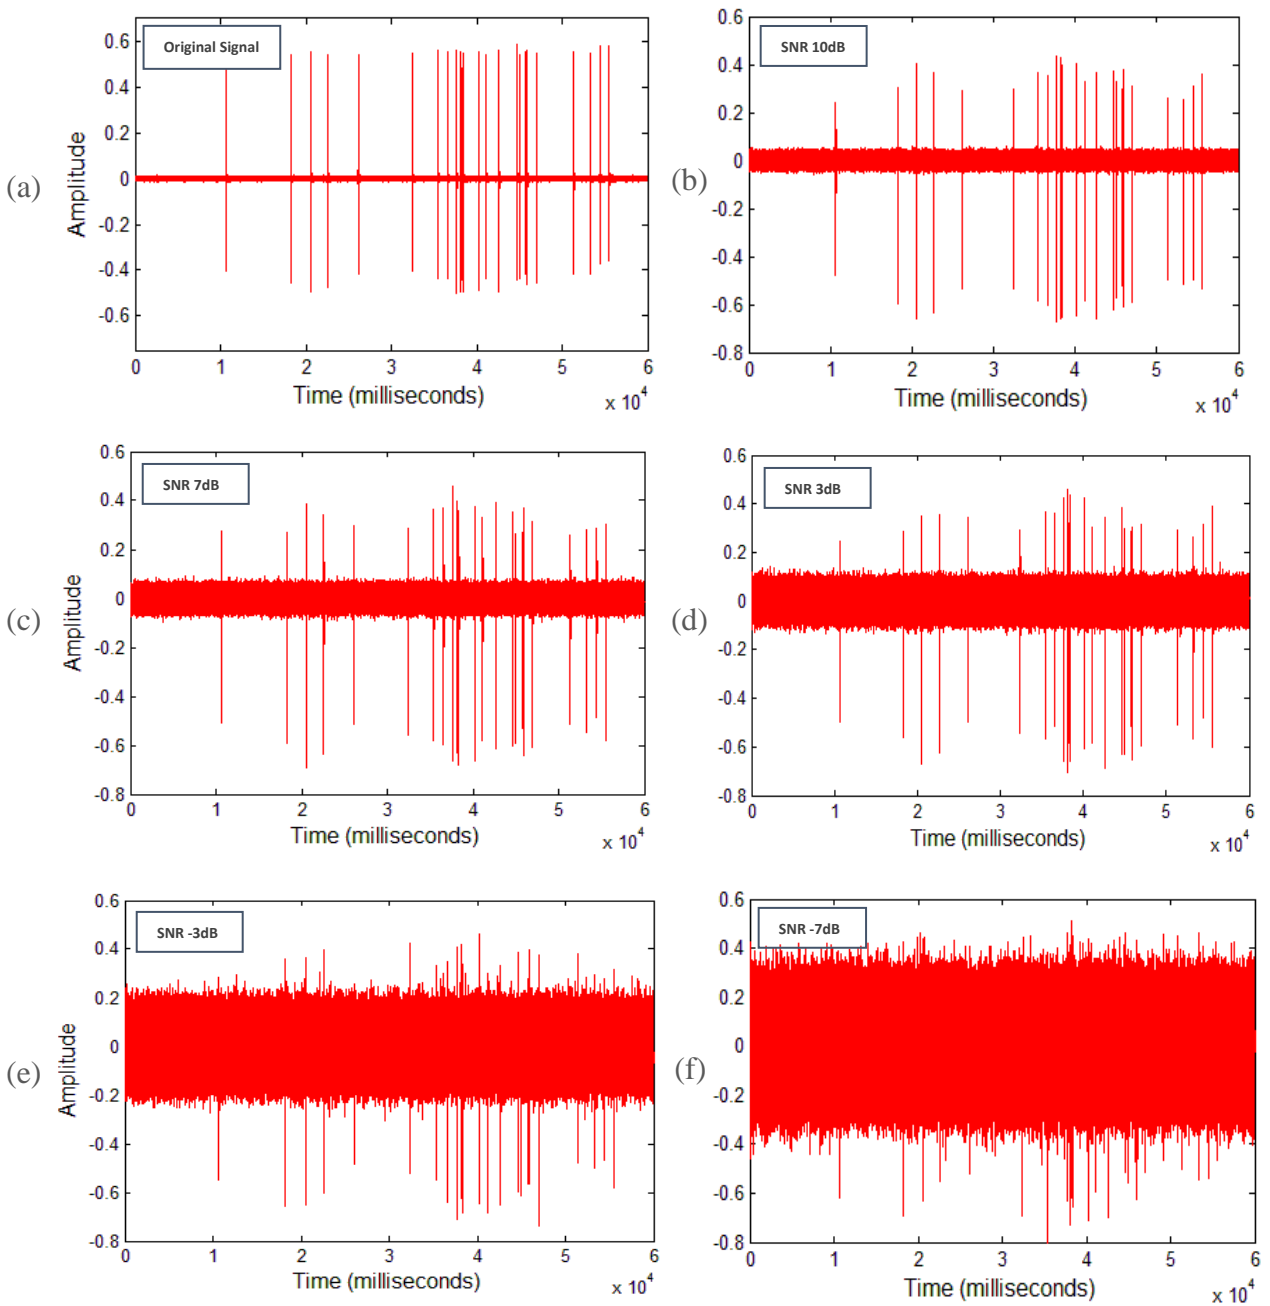 (a)
Original Signal
Amplitude
0.6
0.4
0.2
0
-0.2
-0.4
-0.6
0 1 2 3 4 5 6
Time (milliseconds)
x 10^4
(b)
SNR 10dB
0.6
0.4
0.2
0
-0.2
-0.4
-0.6
-0.8
0 1 2 3 4 5 6
Time (milliseconds)
x 10^4
(c)
SNR 7dB
Amplitude
0.6
0.4
0.2
0
-0.2
-0.4
-0.6
-0.8
0 1 2 3 4 5 6
Time (milliseconds)
x 10^4
(d)
SNR 3dB
0.6
0.4
0.2
0
-0.2
-0.4
-0.6
-0.8
0 1 2 3 4 5 6
Time (milliseconds)
x 10^4
(e)
SNR -3dB
Amplitude
0.6
0.4
0.2
0
-0.2
-0.4
-0.6
-0.8
0 1 2 3 4 5 6
Time (milliseconds)
x 10^4
(f)
SNR -7dB
0.6
0.4
0.2
0
-0.2
-0.4
-0.6
-0.8
0 1 2 3 4 5 6
Time (milliseconds)
x 10^4